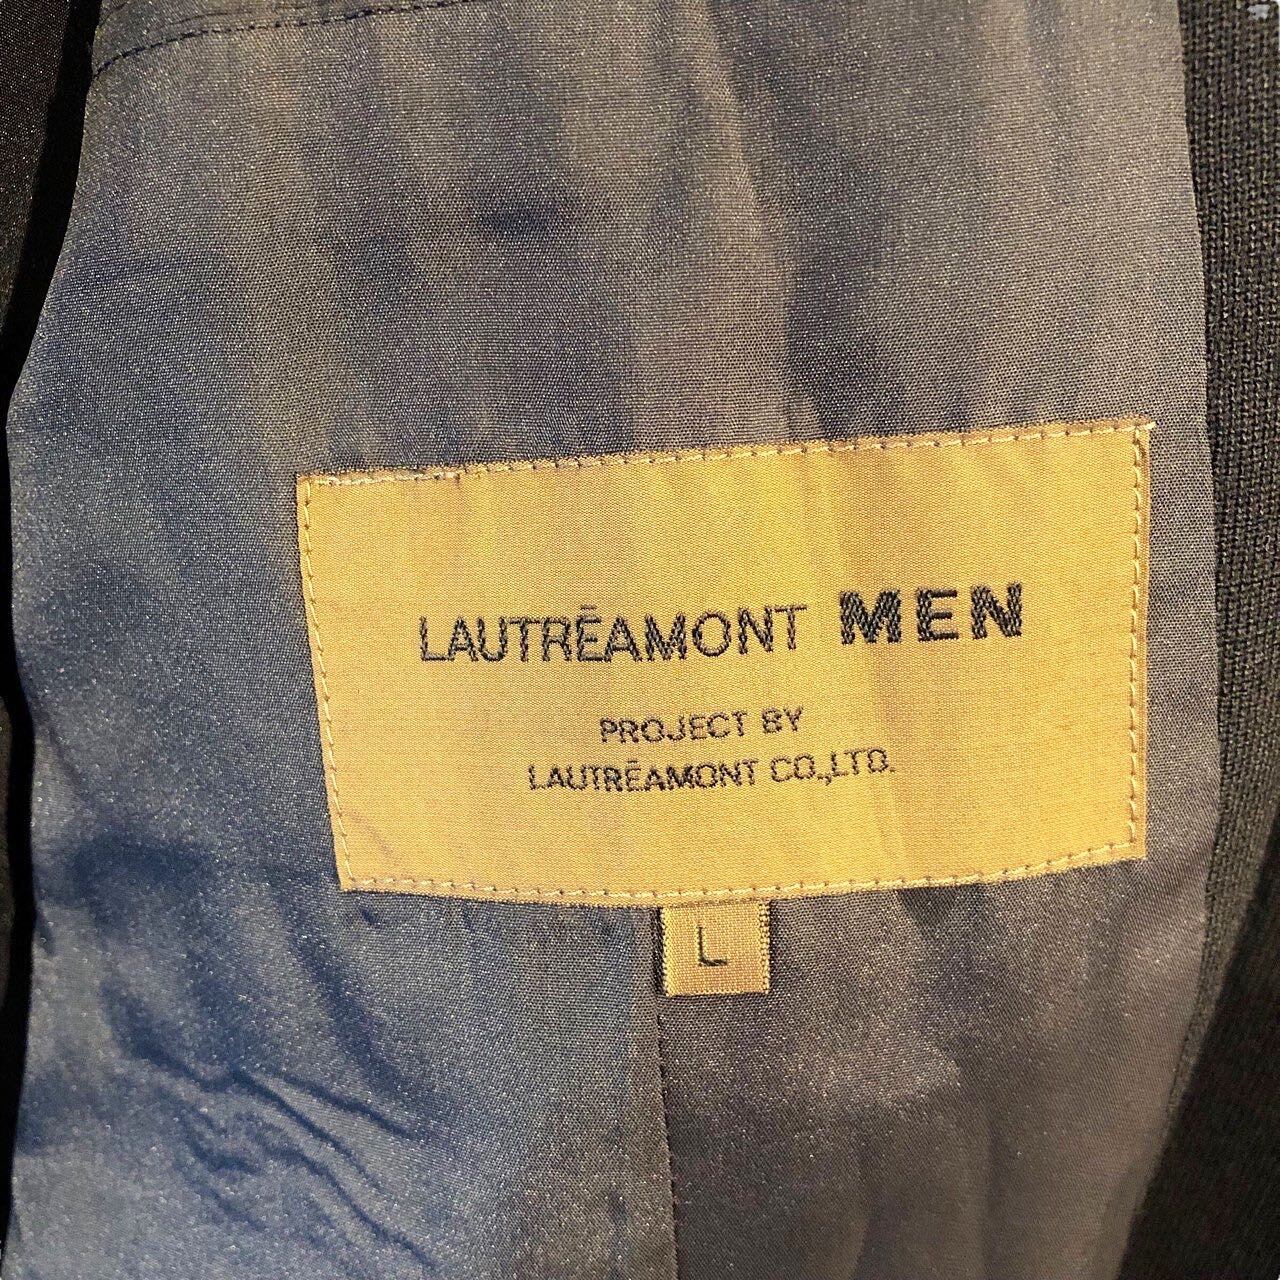 LAUTRĒAMONT MEN
PROJECT BY
LAUTRĒAMONT CO.,LTD.
L